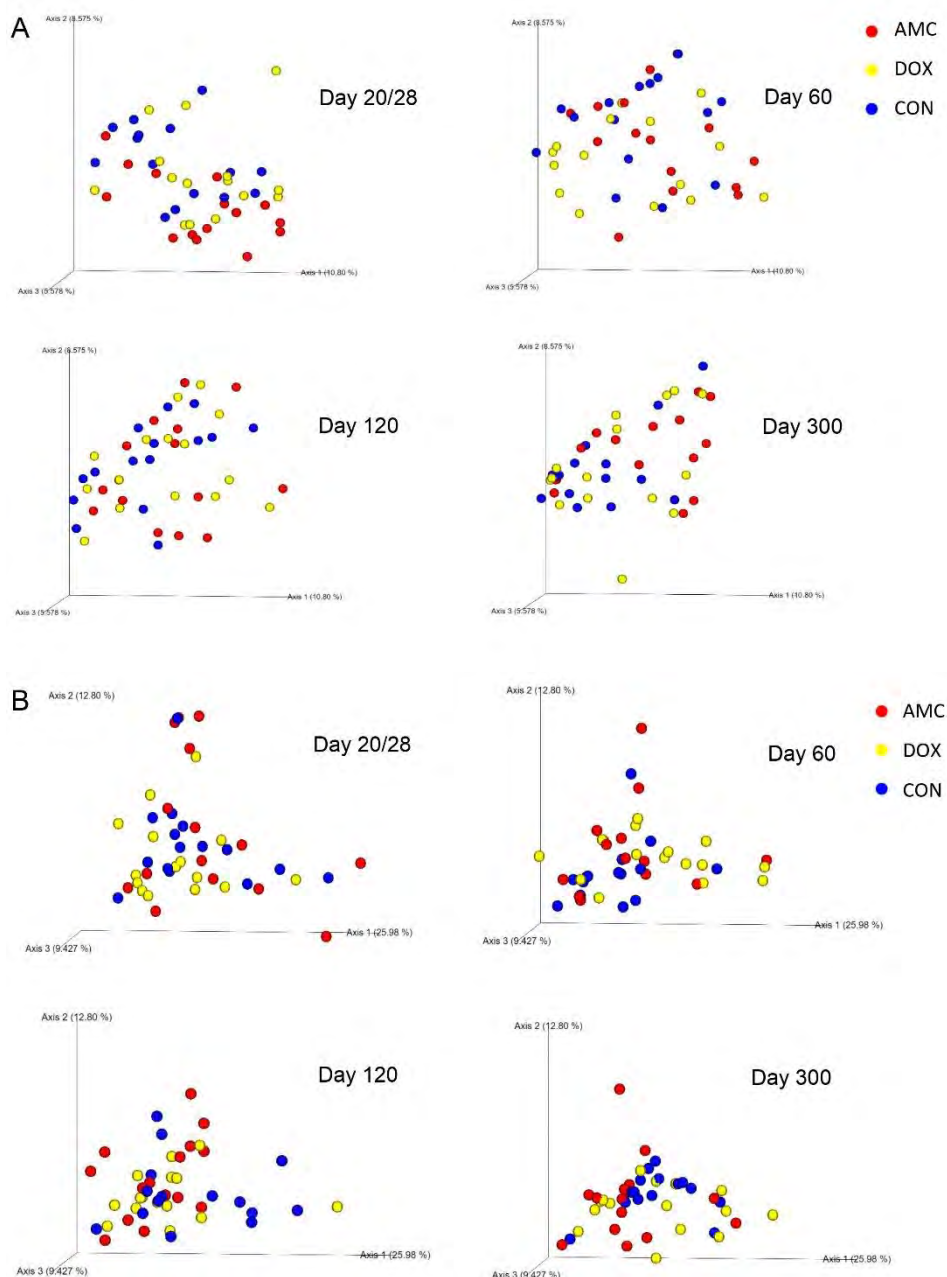 A
Axis 2 (8.575 %)
Day 20/28
Axis 1 (10.80 %)
Axis 3 (5.578 %)
Axis 2 (8.575 %)
Day 60
Axis 1 (10.80 %)
Axis 3 (5.578 %)
AMC
DOX
CON
Axis 2 (8.575 %)
Day 120
Axis 1 (10.80 %)
Axis 3 (5.578 %)
Axis 2 (8.575 %)
Day 300
Axis 1 (10.80 %)
Axis 3 (5.578 %)
B
Axis 2 (12.80 %)
Day 20/28
Axis 1 (25.98 %)
Axis 3 (9.427 %)
Axis 2 (12.80 %)
Day 60
Axis 1 (25.98 %)
Axis 3 (9.427 %)
AMC
DOX
CON
Axis 2 (12.80 %)
Day 120
Axis 1 (25.98 %)
Axis 3 (9.427 %)
Axis 2 (12.80 %)
Day 300
Axis 1 (25.98 %)
Axis 3 (9.427 %)